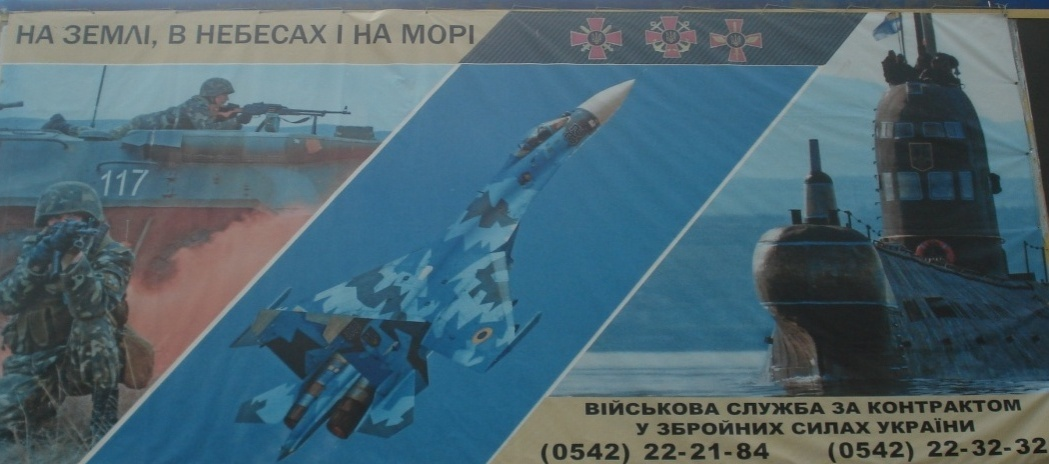 НА ЗЕМЛІ, В НЕБЕСАХ І НА МОРІ
117
ВІЙСЬКОВА СЛУЖБА ЗА КОНТРАКТОМ
У ЗБРОЙНИХ СИЛАХ УКРАЇНИ
(0542) 22-21-84 (0542) 22-32-32